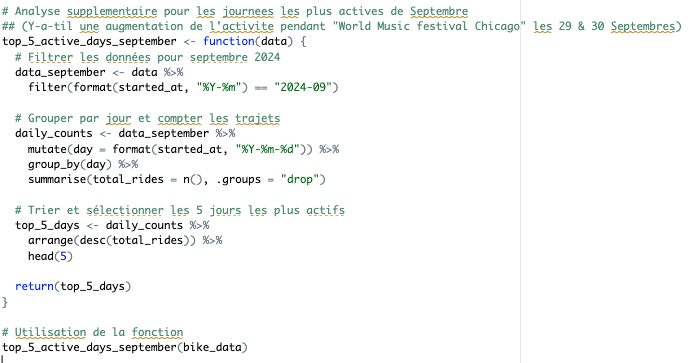 # Analyse supplementaire pour les journees les plus actives de Septembre
## (Y-a-til une augmentation de l'activite pendant "World Music festival Chicago" les 29 & 30 Septembres)
top_5_active_days_september <- function(data) {
  # Filtrer les données pour septembre 2024
  data_september <- data %>%
    filter(format(started_at, "%Y-%m") == "2024-09")

  # Grouper par jour et compter les trajets
  daily_counts <- data_september %>%
    mutate(day = format(started_at, "%Y-%m-%d")) %>%
    group_by(day) %>%
    summarise(total_rides = n(), .groups = "drop")

  # Trier et sélectionner les 5 jours les plus actifs
  top_5_days <- daily_counts %>%
    arrange(desc(total_rides)) %>%
    head(5)

  return(top_5_days)
}

# Utilisation de la fonction
top_5_active_days_september(bike_data)